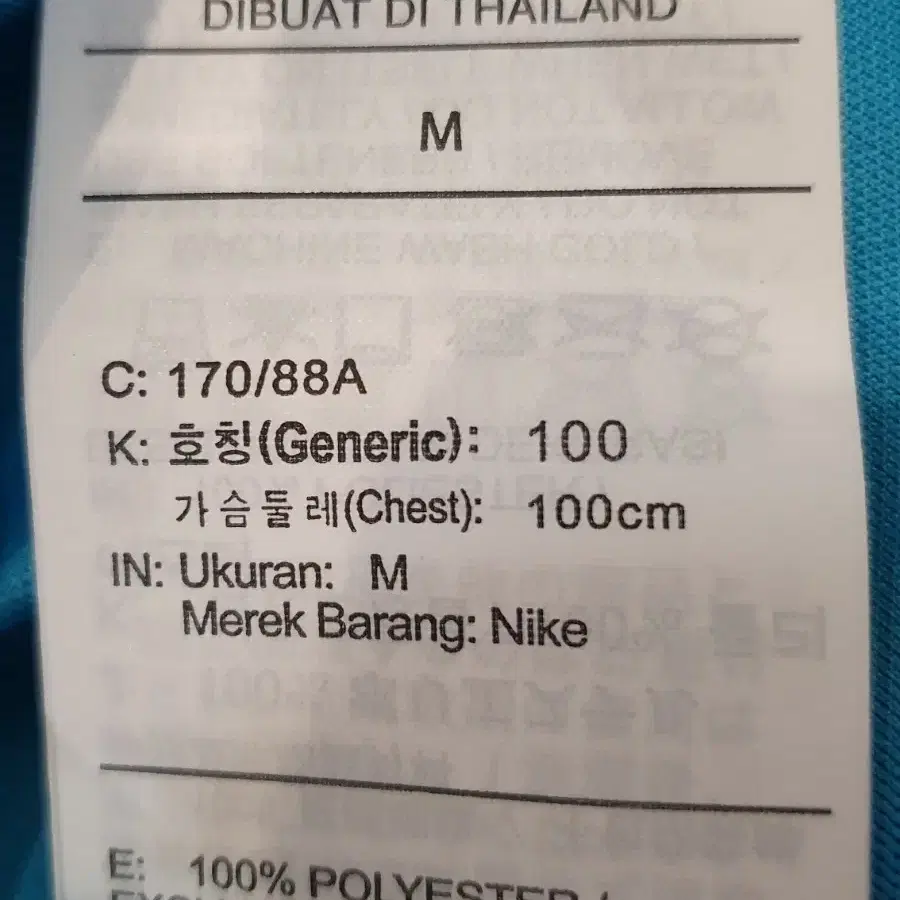 DIBUAT DI THAILAND
M
C: 170/88A
K: 호칭(Generic): 100
가슴둘레(Chest): 100cm
IN: Ukuran: M
Merek Barang: Nike
E: 100% POLYESTER /